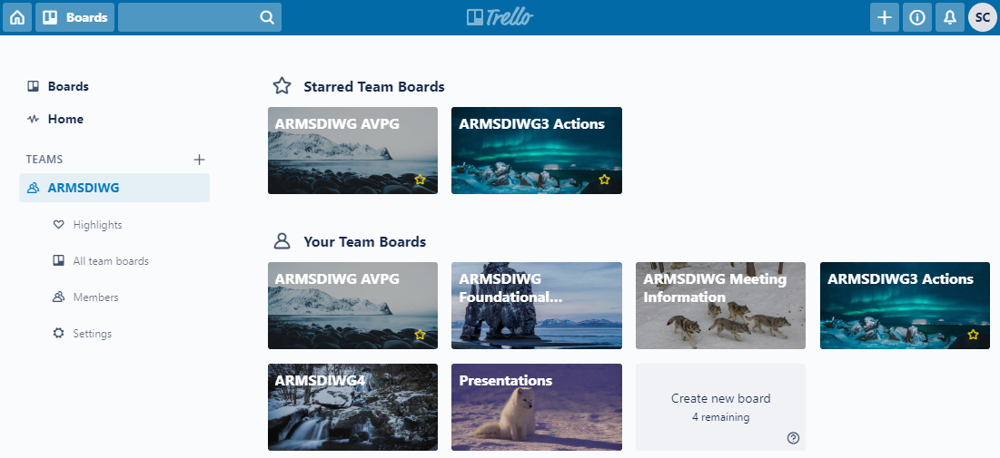 Boards
Trello
SC
Boards
Home
TEAMS
ARMSDIWG
Highlights
All team boards
Members
Settings
Starred Team Boards
ARMSDIWG AVPG
ARMSDIWG3 Actions
Your Team Boards
ARMSDIWG AVPG
ARMSDIWG
Foundational...
ARMSDIWG Meeting
Information
ARMSDIWG3 Actions
ARMSDIWG4
Presentations
Create new board
4 remaining